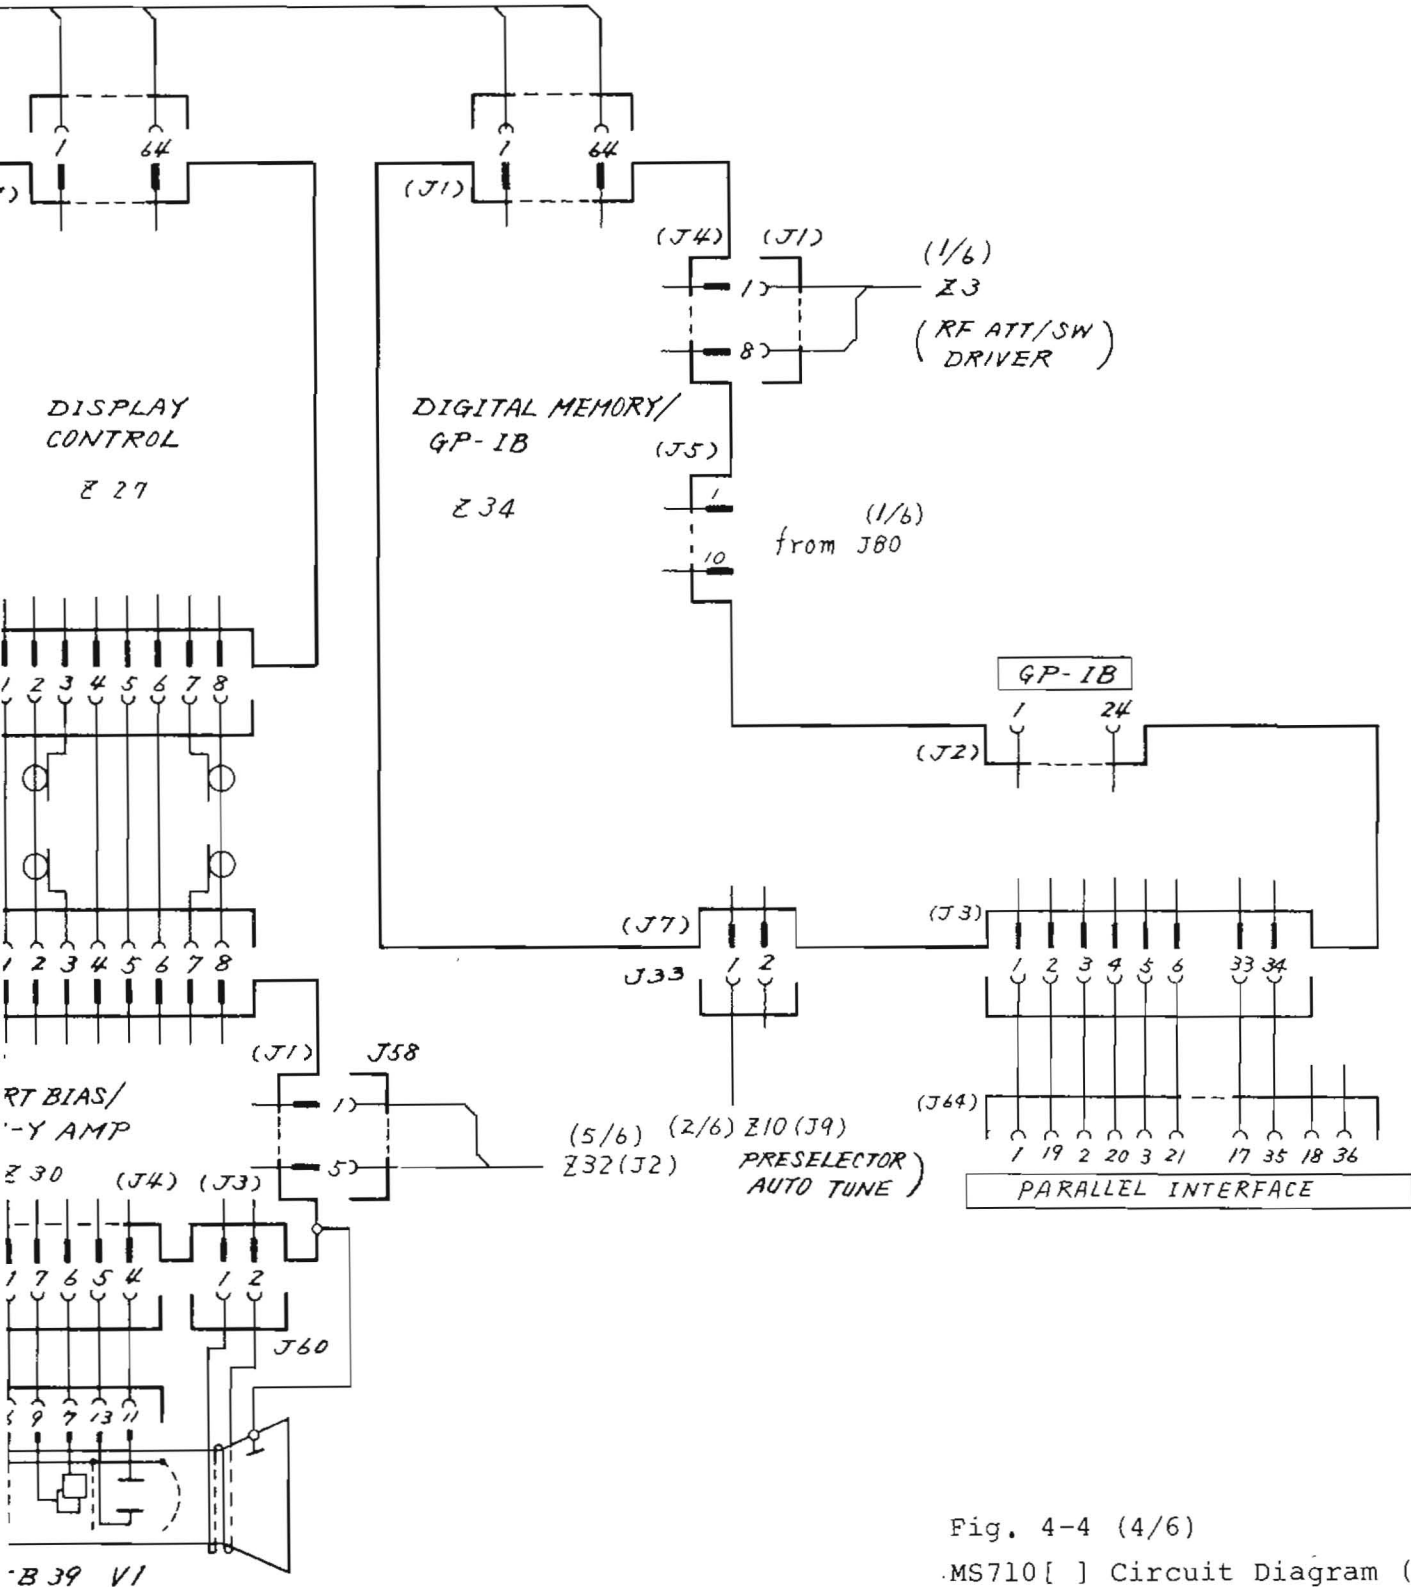 1 64
1 64
(J1)
(J4) (J1)
(1/6)
1
Z3
8
(RF ATT/SW)
DRIVER
DISPLAY
CONTROL
Z 27
DIGITAL MEMORY/
GP-IB
Z 34
(J5)
1
10
(1/6)
from J80
1 2 3 4 5 6 7 8
GP-IB
1 24
(J2)
1 2 3 4 5 6 7 8
(J7)
J33
1 2
(J3)
1 2 3 4 5 6 33 34
(J1) J58
1
5
RT BIAS/
-Y AMP
Z 30
(J4) (J3)
(5/6)
Z32(J2)
(2/6) Z10(J9)
PRESELECTOR
AUTO TUNE)
(J64)
1 19 2 20 3 21 17 35 18 36
PARALLEL INTERFACE
7 6 5 4
1 2
J60
9 7 13 11
B39 V1
Fig. 4-4 (4/6)
MS710[ ] Circuit Diagram (